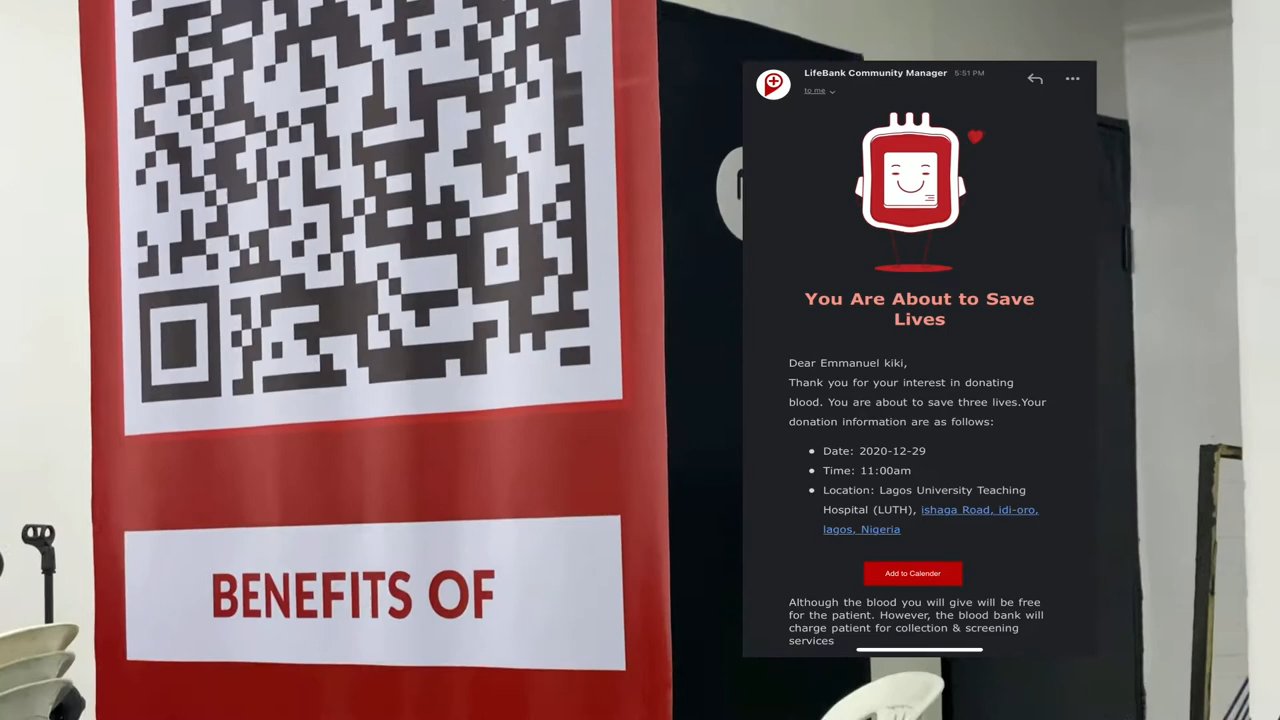 BENEFITS OF
LifeBank Community Manager 5:51 PM
to me
You Are About to Save
Lives
Dear Emmanuel kiki,
Thank you for your interest in donating
blood. You are about to save three lives.Your
donation information are as follows:
● Date: 2020-12-29
● Time: 11:00am
● Location: Lagos University Teaching
Hospital (LUTH), ishaga Road, idi-oro,
lagos, Nigeria
Add to Calender
Although the blood you will give will be free
for the patient. However, the blood bank will
charge patient for collection & screening
services